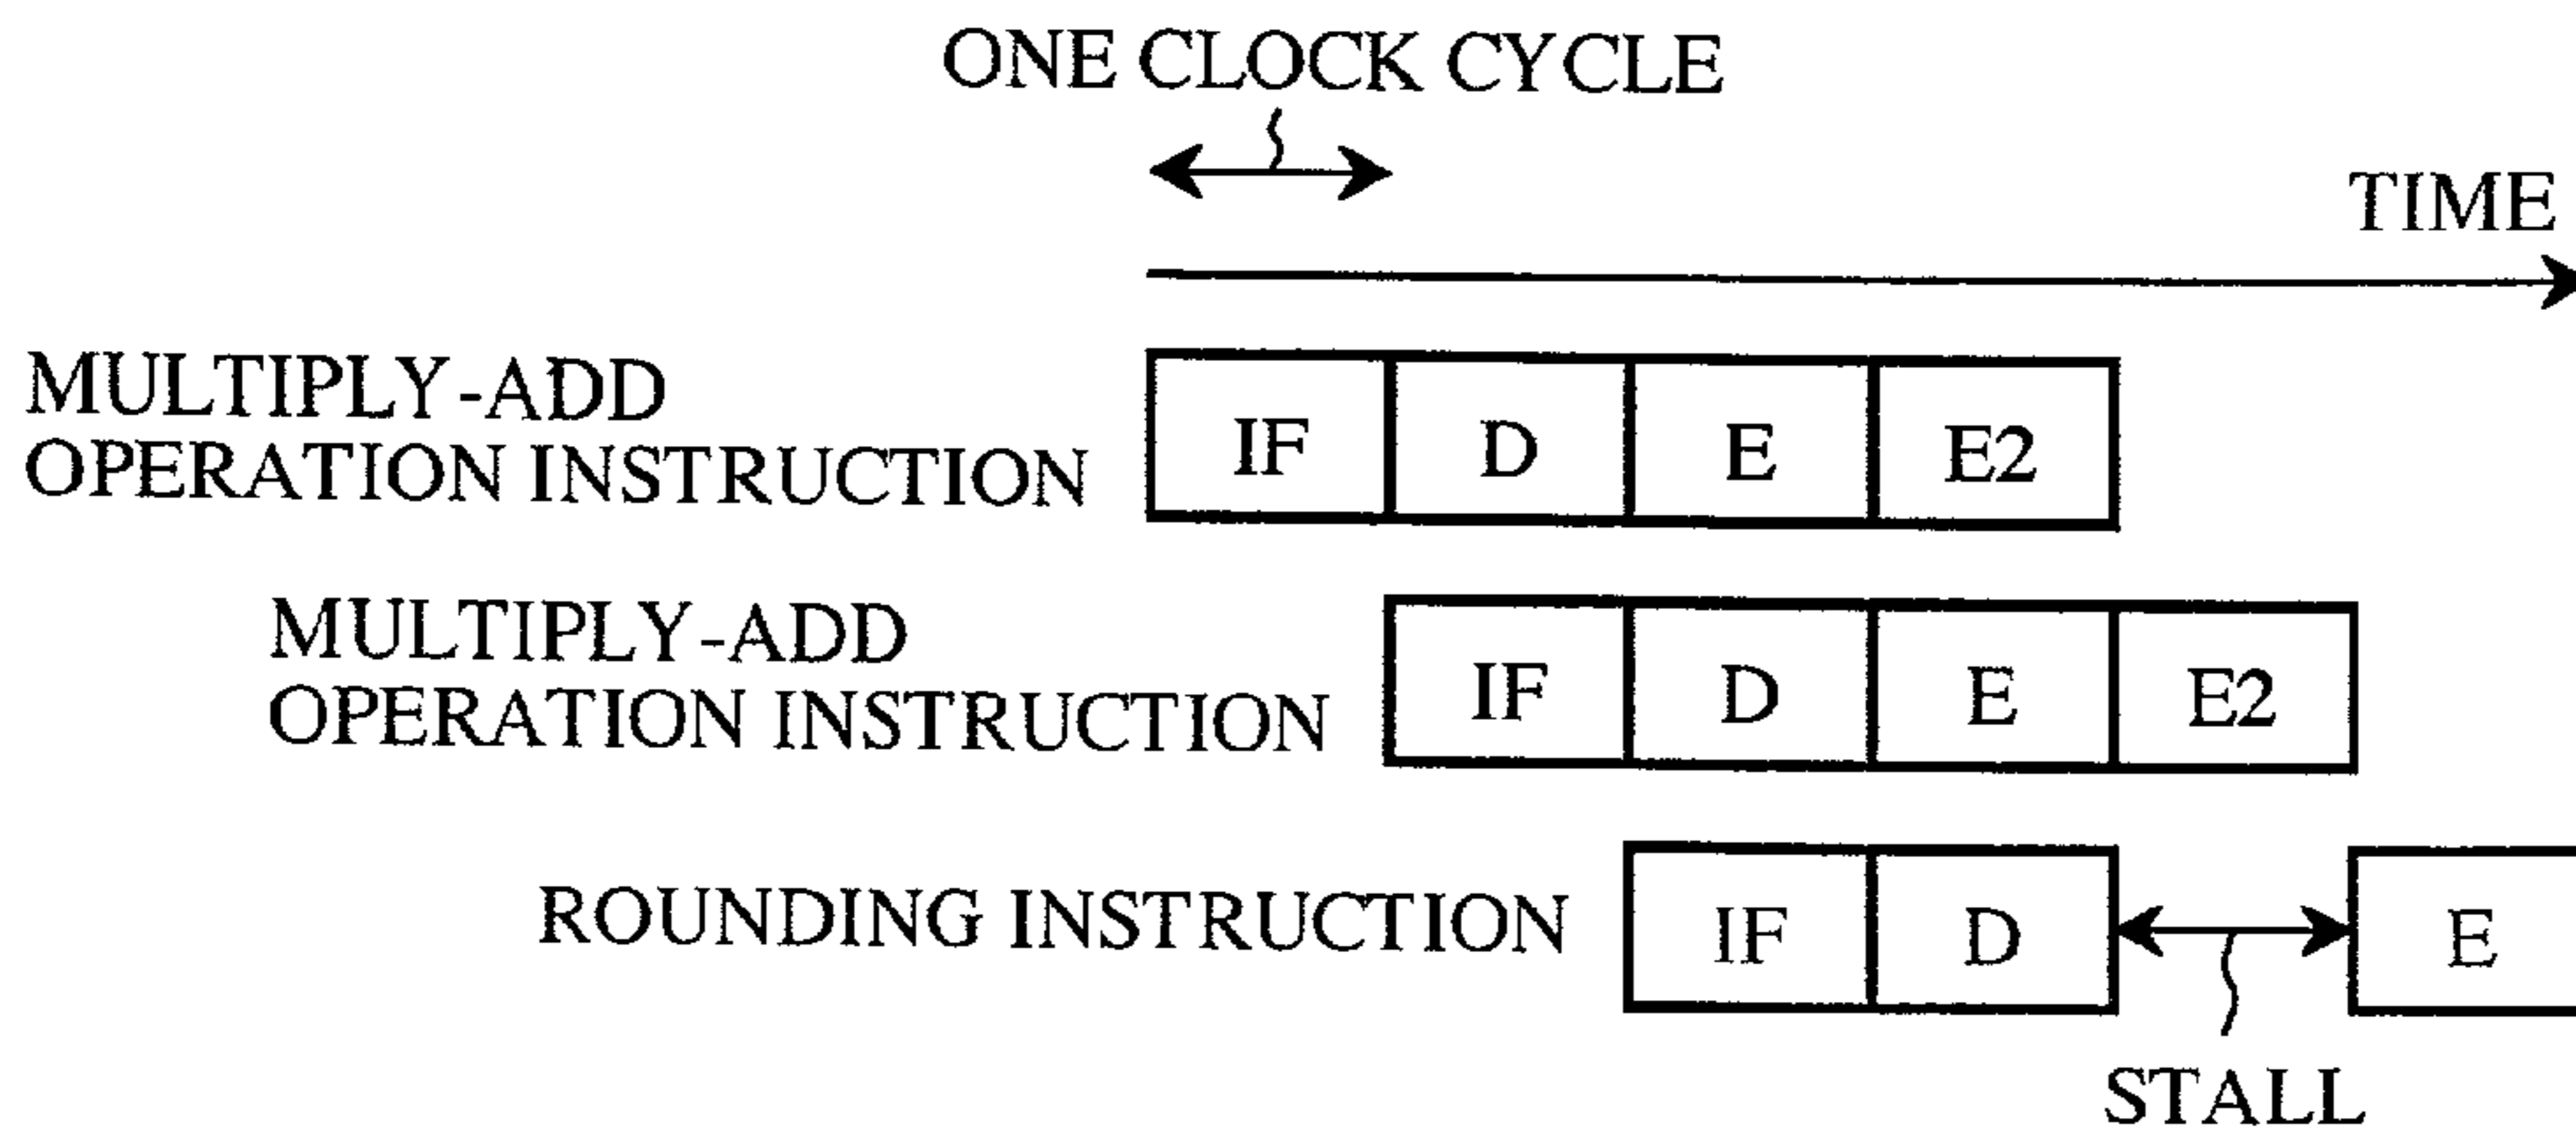 ONE CLOCK CYCLE
TIME
MULTIPLY-ADD
OPERATION INSTRUCTION
IF D E E2
MULTIPLY-ADD
OPERATION INSTRUCTION
IF D E E2
ROUNDING INSTRUCTION
IF D E
STALL